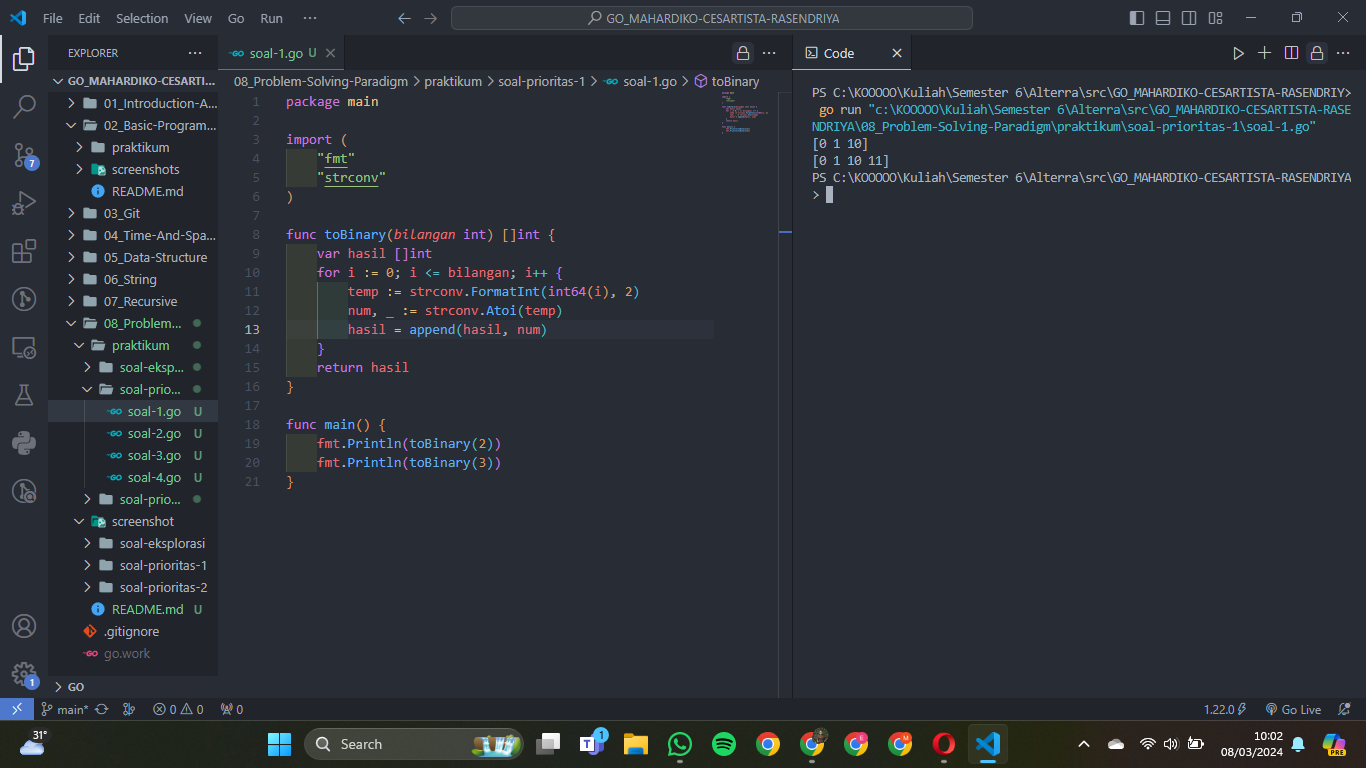 File Edit Selection View Go Run ···
GO_MAHARDIKO-CESARTISTA-RASENDRIYA
EXPLORER
GO_MAHARDIKO-CESARTI...
01_Introduction-A...
02_Basic-Program...
praktikum
screenshots
README.md
03_Git
04_Time-And-Spa...
05_Data-Structure
06_String
07_Recursive
08_Problem...
praktikum
soal-eksp...
soal-prio...
soal-1.go U
soal-2.go U
soal-3.go U
soal-4.go U
soal-prio...
screenshot
soal-eksplorasi
soal-prioritas-1
soal-prioritas-2
README.md U
.gitignore
go.work
GO
7
1
soal-1.go U
08_Problem-Solving-Paradigm > praktikum > soal-prioritas-1 > soal-1.go > toBinary
1 package main
2
3 import (
4 "fmt"
5 "strconv"
6 )
7
8 func toBinary(bilangan int) []int {
9 var hasil []int
10 for i := 0; i <= bilangan; i++ {
11 temp := strconv.FormatInt(int64(i), 2)
12 num, _ := strconv.Atoi(temp)
13 hasil = append(hasil, num)
14 }
15 return hasil
16 }
17
18 func main() {
19 fmt.Println(toBinary(2))
20 fmt.Println(toBinary(3))
21 }
Code
PS C:\KOOOOO\Kuliah\Semester 6\Alterra\src\GO_MAHARDIKO-CESARTISTA-RASENDRIY>
go run "c:\KOOOOO\Kuliah\Semester 6\Alterra\src\GO_MAHARDIKO-CESARTISTA-RASE
NDRIYA\08_Problem-Solving-Paradigm\praktikum\soal-prioritas-1\soal-1.go"
[0 1 10]
[0 1 10 11]
PS C:\KOOOOO\Kuliah\Semester 6\Alterra\src\GO_MAHARDIKO-CESARTISTA-RASENDRIYA
>
main* 0 0 0
1.22.0 Go Live
31°
Search
1
10:02
08/03/2024
PRE